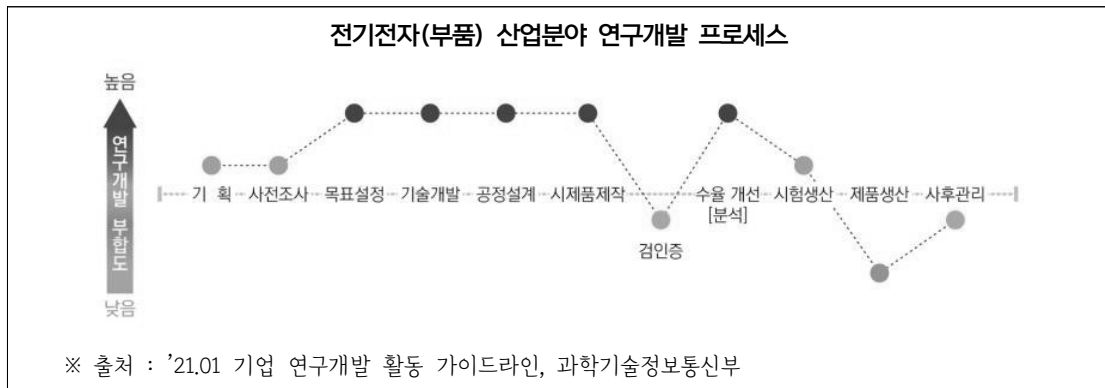 전기전자(부품) 산업분야 연구개발 프로세스
높음
연구개발 부합도
낮음
기 획 사전조사 목표설정 기술개발 공정설계 시제품제작 수율 개선 시험생산 제품생산 사후관리
[분석]
검인증
※ 출처 : ’21.01 기업 연구개발 활동 가이드라인, 과학기술정보통신부